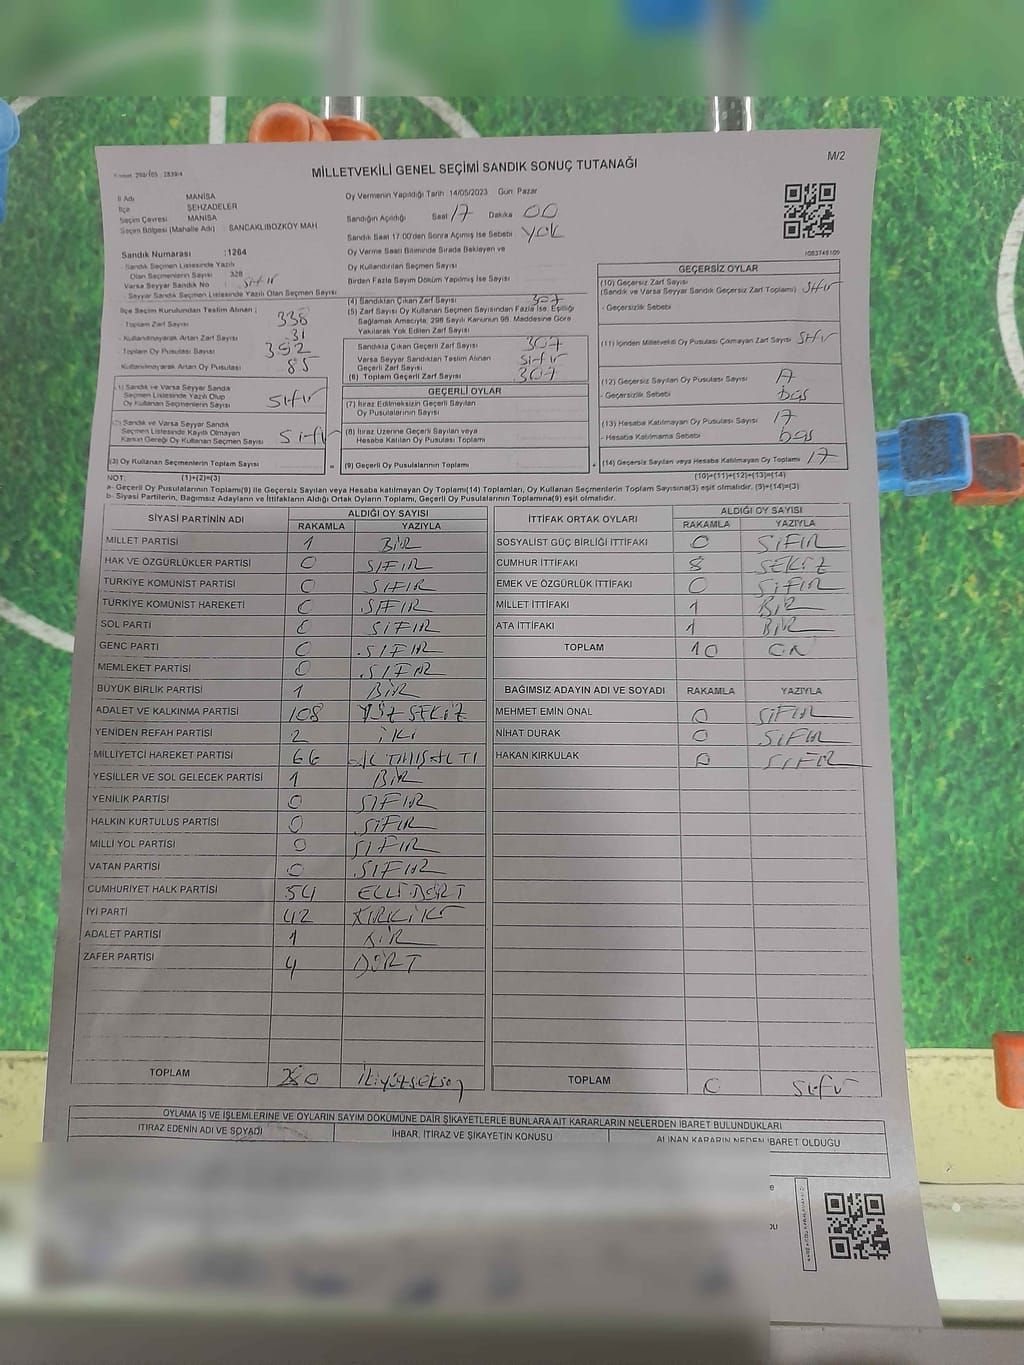 M/2
MİLLETVEKİLİ GENEL SEÇİMİ SANDIK SONUÇ TUTANAĞI
İl Adı MANİSA
İlçe ŞEHZADELER
Seçim Çevresi MANİSA
Seçim Bölgesi (Mahalle Adı) : SANCAKLIBOZKÖY MAH
Sandık Numarası :1264
Sandık Seçmen Listesinde Yazılı
Olan Seçmenlerin Sayısı 328
Varsa Seyyar Sandık No : sıfır
Seyyar Sandık Seçmen Listesinde Yazılı Olan Seçmen Sayısı
İlçe Seçim Kurulundan Teslim Alınan ;
Toplam Zarf Sayısı 338
Kullanılmayarak Artan Zarf Sayısı 31
Toplam Oy Pusulası Sayısı 392
Kullanılmayarak Artan Oy Pusulası 85
(1) Sandık ve Varsa Seyyar Sandık
Seçmen Listesinde Yazılı Olup
Oy Kullanan Seçmenlerin Sayısı sıfır
(2) Sandık ve Varsa Seyyar Sandık
Seçmen Listesinde Kayıtlı Olmayan
Kanun Gereği Oy Kullanan Seçmen Sayısı sıfır
(3) Oy Kullanan Seçmenlerin Toplam Sayısı
Oy Vermenin Yapıldığı Tarih :14/05/2023 Gün: Pazar
Sandığın Açıldığı Saat 17 Dakika 00
Sandık Saat 17:00'den Sonra Açılmış İse Sebebi : yok
Oy Verme Saati Bitiminde Sırada Bekleyen ve
Oy Kullandırılan Seçmen Sayısı
Birden Fazla Sayım Döküm Yapılmış İse Sayısı
(4) Sandıktan Çıkan Zarf Sayısı 307
(5) Zarf Sayısı Oy Kullanan Seçmen Sayısından Fazla İse, Eşitliği
Sağlamak Amacıyla; 298 Sayılı Kanunun 98. Maddesine Göre
Yakılarak Yok Edilen Zarf Sayısı
Sandıkta Çıkan Geçerli Zarf Sayısı 307
Varsa Seyyar Sandıktan Teslim Alınan
Geçerli Zarf Sayısı sıfır
(6) Toplam Geçerli Zarf Sayısı 307
GEÇERLİ OYLAR
(7) İtiraz Edilmeksizin Geçerli Sayılan
Oy Pusulalarının Sayısı
(8) İtiraz Üzerine Geçerli Sayılan veya
Hesaba Katılan Oy Pusulası Toplamı
= (9) Geçerli Oy Pusulalarının Toplamı
GEÇERSİZ OYLAR
(10) Geçersiz Zarf Sayısı
(Sandık ve Varsa Seyyar Sandık Geçersiz Zarf Toplamı) sıfır
- Geçersizlik Sebebi
(11) İçinden Milletvekili Oy Pusulası Çıkmayan Zarf Sayısı sıfır
(12) Geçersiz Sayılan Oy Pusulası Sayısı 17
- Geçersizlik Sebebi boş
(13) Hesaba Katılmayan Oy Pusulası Sayısı 17
- Hesaba Katılmama Sebebi boş
+ (14) Geçersiz Sayılan veya Hesaba Katılmayan Oy Toplamı 17
NOT: (1)+(2)=(3) (10)+(11)+(12)+(13)=(14)
a- Geçerli Oy Pusulalarının Toplamı(9) ile Geçersiz Sayılan veya Hesaba katılmayan Oy Toplamı(14) Toplamları, Oy Kullanan Seçmenlerin Toplam Sayısına(3) eşit olmalıdır. (9)+(14)=(3)
b- Siyasi Partilerin, Bağımsız Adayların ve İttifakların Aldığı Ortak Oyların Toplamı, Geçerli Oy Pusulalarının Toplamına(9) eşit olmalıdır.
SİYASİ PARTİNİN ADI ALDIĞI OY SAYISI
RAKAMLA YAZIYLA
MİLLET PARTİSİ 1 BİR
HAK VE ÖZGÜRLÜKLER PARTİSİ 0 SIFIR
TÜRKİYE KOMÜNİST PARTİSİ 0 SIFIR
TÜRKİYE KOMÜNİST HAREKETİ 0 SIFIR
SOL PARTİ 0 SIFIR
GENÇ PARTİ 0 SIFIR
MEMLEKET PARTİSİ 0 SIFIR
BÜYÜK BİRLİK PARTİSİ 1 BİR
ADALET VE KALKINMA PARTİSİ 108 YÜZ SEKİZ
YENİDEN REFAH PARTİSİ 2 İKİ
MİLLİYETÇİ HAREKET PARTİSİ 66 ALTMIŞALTI
YEŞİLLER VE SOL GELECEK PARTİSİ 1 BİR
YENİLİK PARTİSİ 0 SIFIR
HALKIN KURTULUŞ PARTİSİ 0 SIFIR
MİLLİ YOL PARTİSİ 0 SIFIR
VATAN PARTİSİ 0 SIFIR
CUMHURİYET HALK PARTİSİ 54 ELLİ DÖRT
İYİ PARTİ 42 KIRKİKİ
ADALET PARTİSİ 1 BİR
ZAFER PARTİSİ 4 DÖRT
TOPLAM 280 ikiyüzseksen
İTTİFAK ORTAK OYLARI ALDIĞI OY SAYISI
RAKAMLA YAZIYLA
SOSYALİST GÜÇ BİRLİĞİ İTTİFAKI 0 SIFIR
CUMHUR İTTİFAKI 8 SEKİZ
EMEK VE ÖZGÜRLÜK İTTİFAKI 0 SIFIR
MİLLET İTTİFAKI 1 BİR
ATA İTTİFAKI 1 BİR
TOPLAM 10 ON
BAĞIMSIZ ADAYIN ADI VE SOYADI RAKAMLA YAZIYLA
MEHMET EMİN ÖNAL 0 SIFIR
NİHAT DURAK 0 SIFIR
HAKAN KIRKULAK 0 SIFIR
TOPLAM 0 sıfır
OYLAMA İŞ VE İŞLEMLERİNE VE OYLARIN SAYIM DÖKÜMÜNE DAİR ŞİKAYETLERLE BUNLARA AİT KARARLARIN NELERDEN İBARET BULUNDUKLARI
İTİRAZ EDENİN ADI VE SOYADI İHBAR, İTİRAZ VE ŞİKAYETİN KONUSU ALINAN KARARIN NEDEN İBARET OLDUĞU